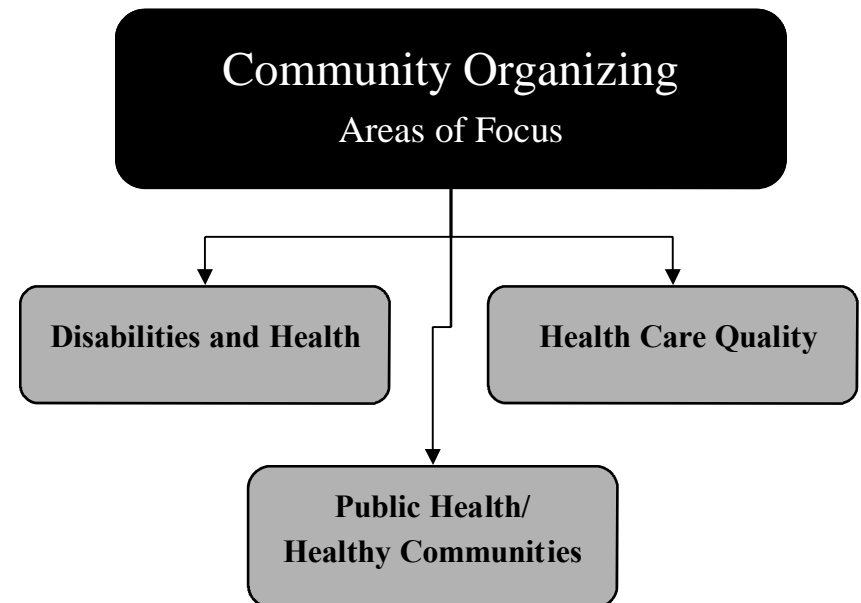 Community Organizing
Areas of Focus
Disabilities and Health
Health Care Quality
Public Health/
Healthy Communities